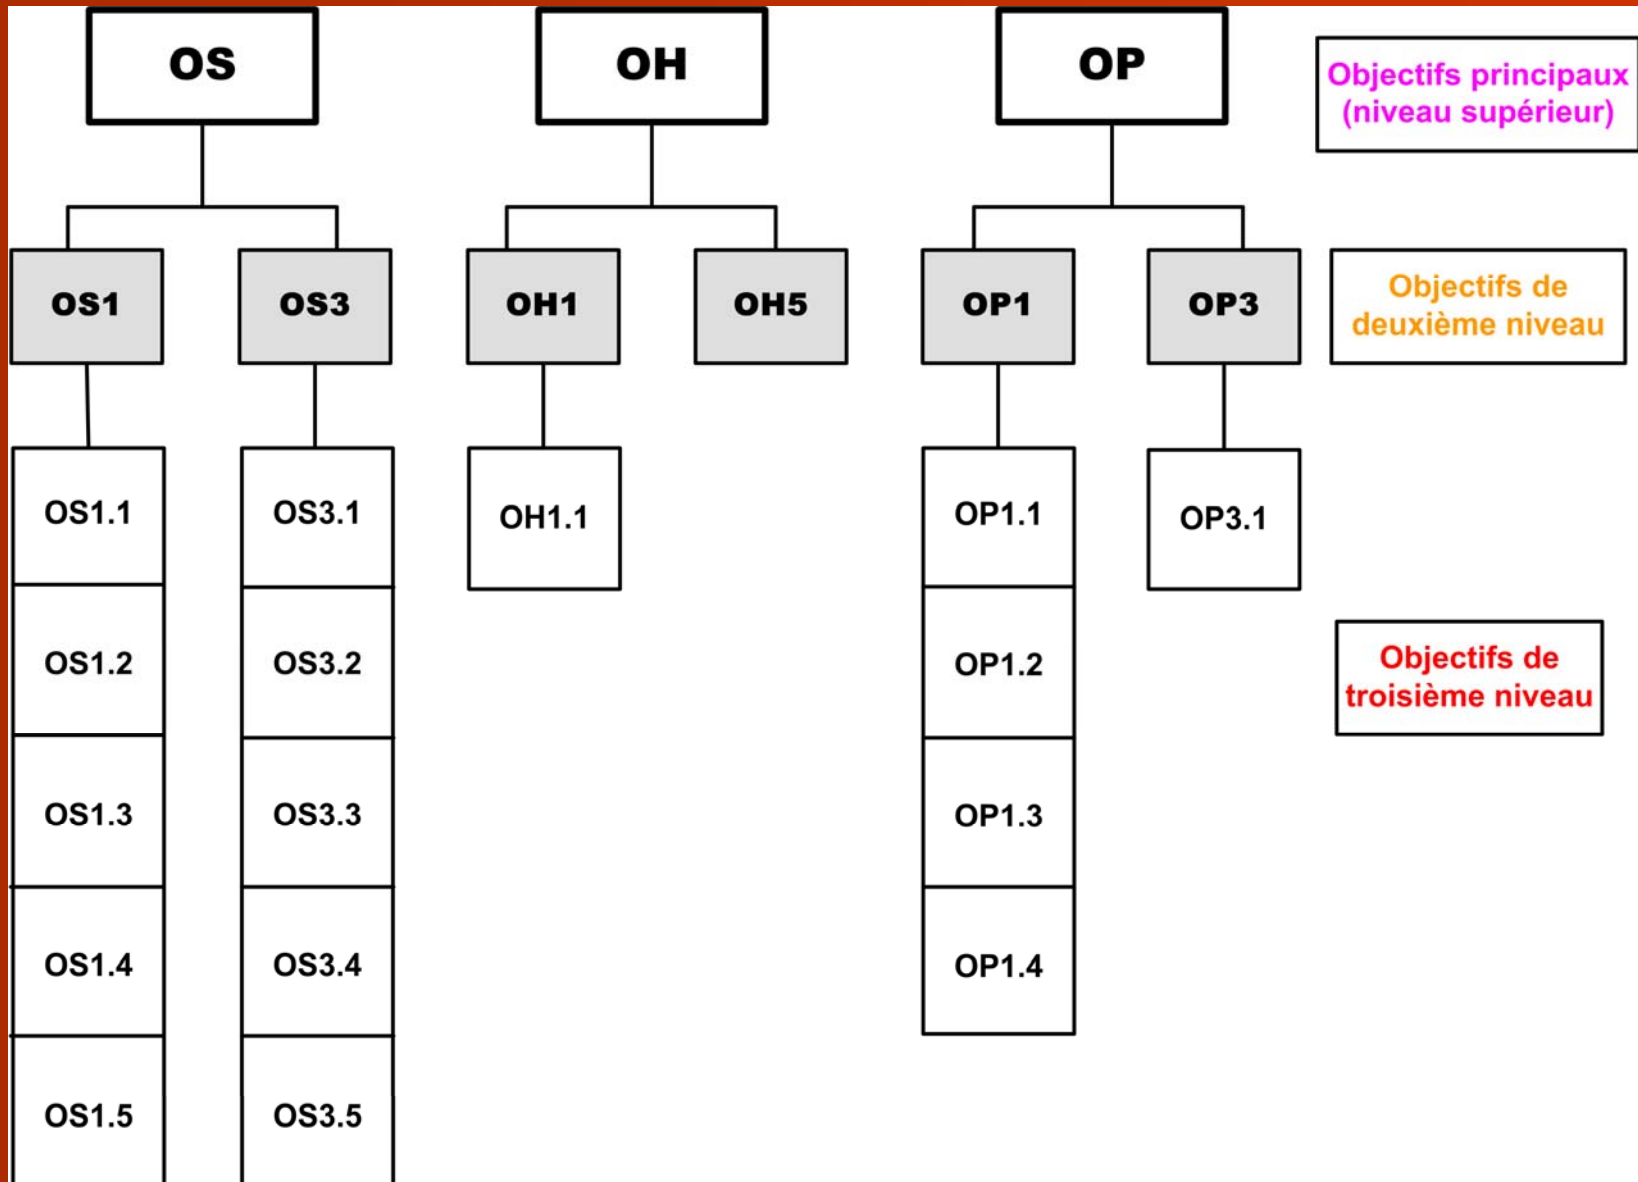 OS
OH
OP
Objectifs principaux
(niveau supérieur)
OS1
OS3
OH1
OH5
OP1
OP3
Objectifs de
deuxième niveau
OS1.1
OS3.1
OH1.1
OP1.1
OP3.1
OS1.2
OS3.2
OP1.2
Objectifs de
troisième niveau
OS1.3
OS3.3
OP1.3
OS1.4
OS3.4
OP1.4
OS1.5
OS3.5